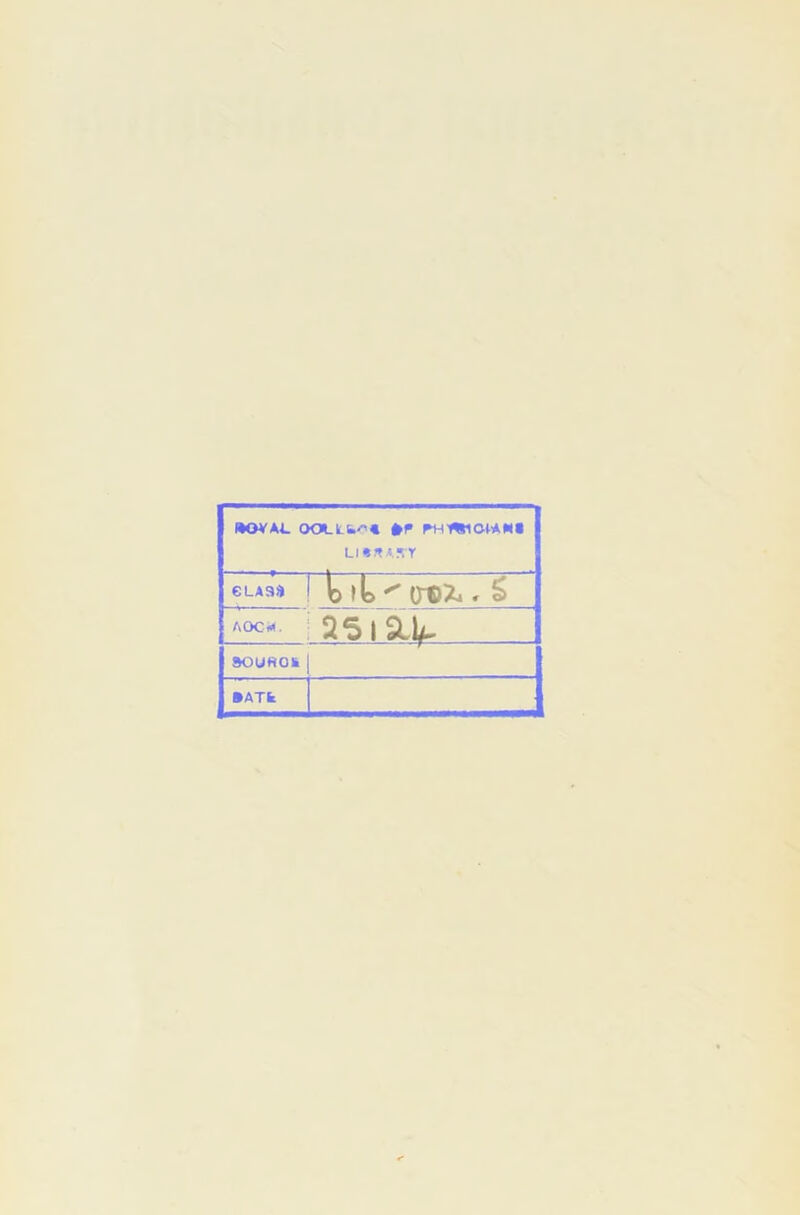 ROYAL COLLEGE OF PHYSICIANS
LIBRARY
CLASS
ACCN. 25124
SOURCE
DATE